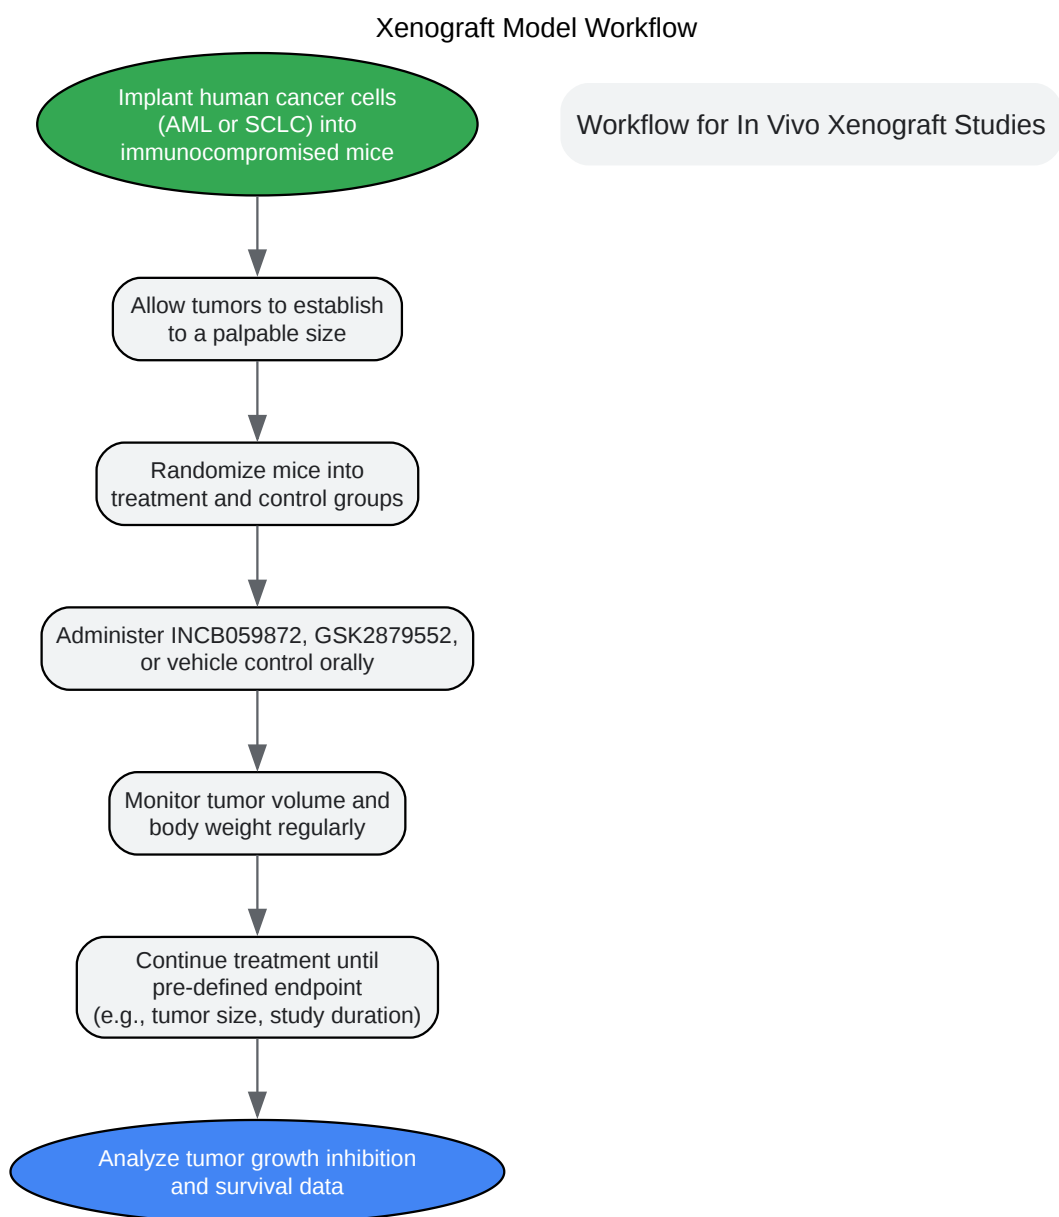 Xenograft Model Workflow
Implant human cancer cells
(AML or SCLC) into
immunocompromised mice
Workflow for In Vivo Xenograft Studies
Allow tumors to establish
to a palpable size
Randomize mice into
treatment and control groups
Administer INCB059872, GSK2879552,
or vehicle control orally
Monitor tumor volume and
body weight regularly
Continue treatment until
pre-defined endpoint
(e.g., tumor size, study duration)
Analyze tumor growth inhibition
and survival data